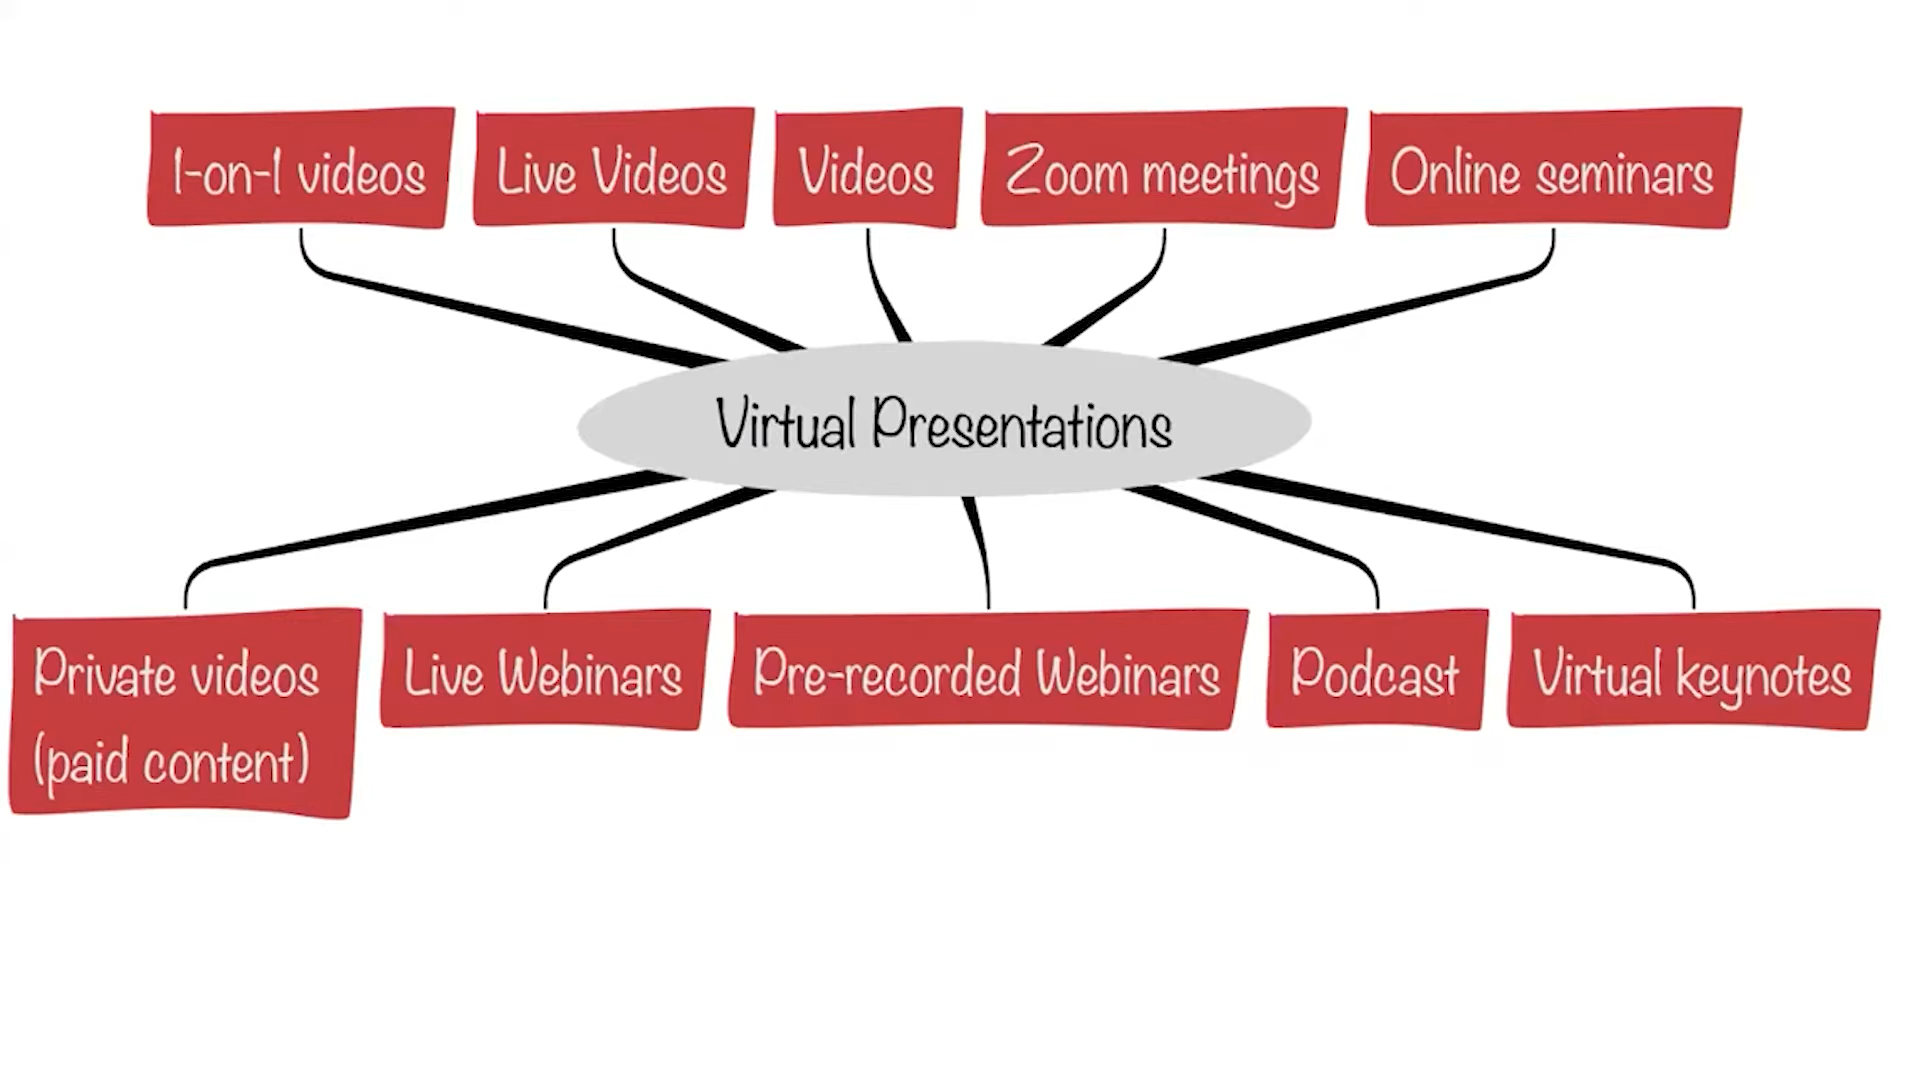 1-on-1 videos
Live Videos
Videos
Zoom meetings
Online seminars
Virtual Presentations
Private videos
(paid content)
Live Webinars
Pre-recorded Webinars
Podcast
Virtual keynotes